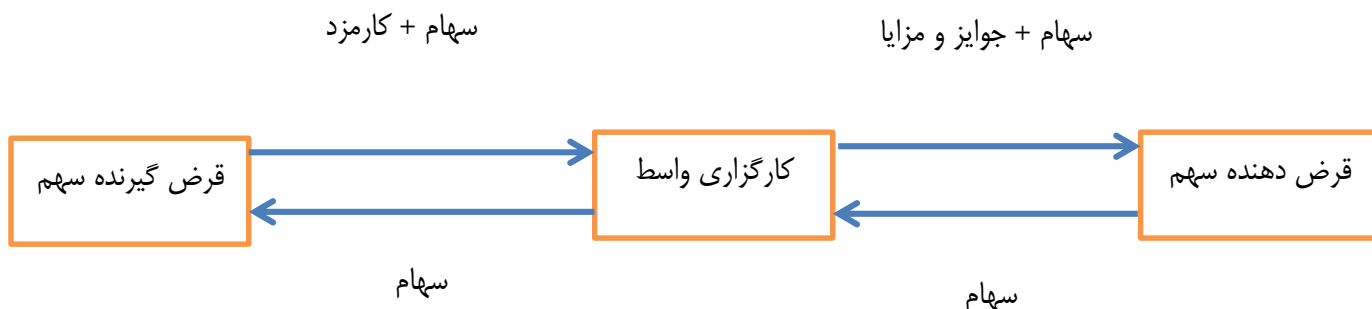 سهام + جوایز و مزایا
سهام + کارمزد
قرض دهنده سهم
کارگزاری واسط
قرض گیرنده سهم
سهام
سهام